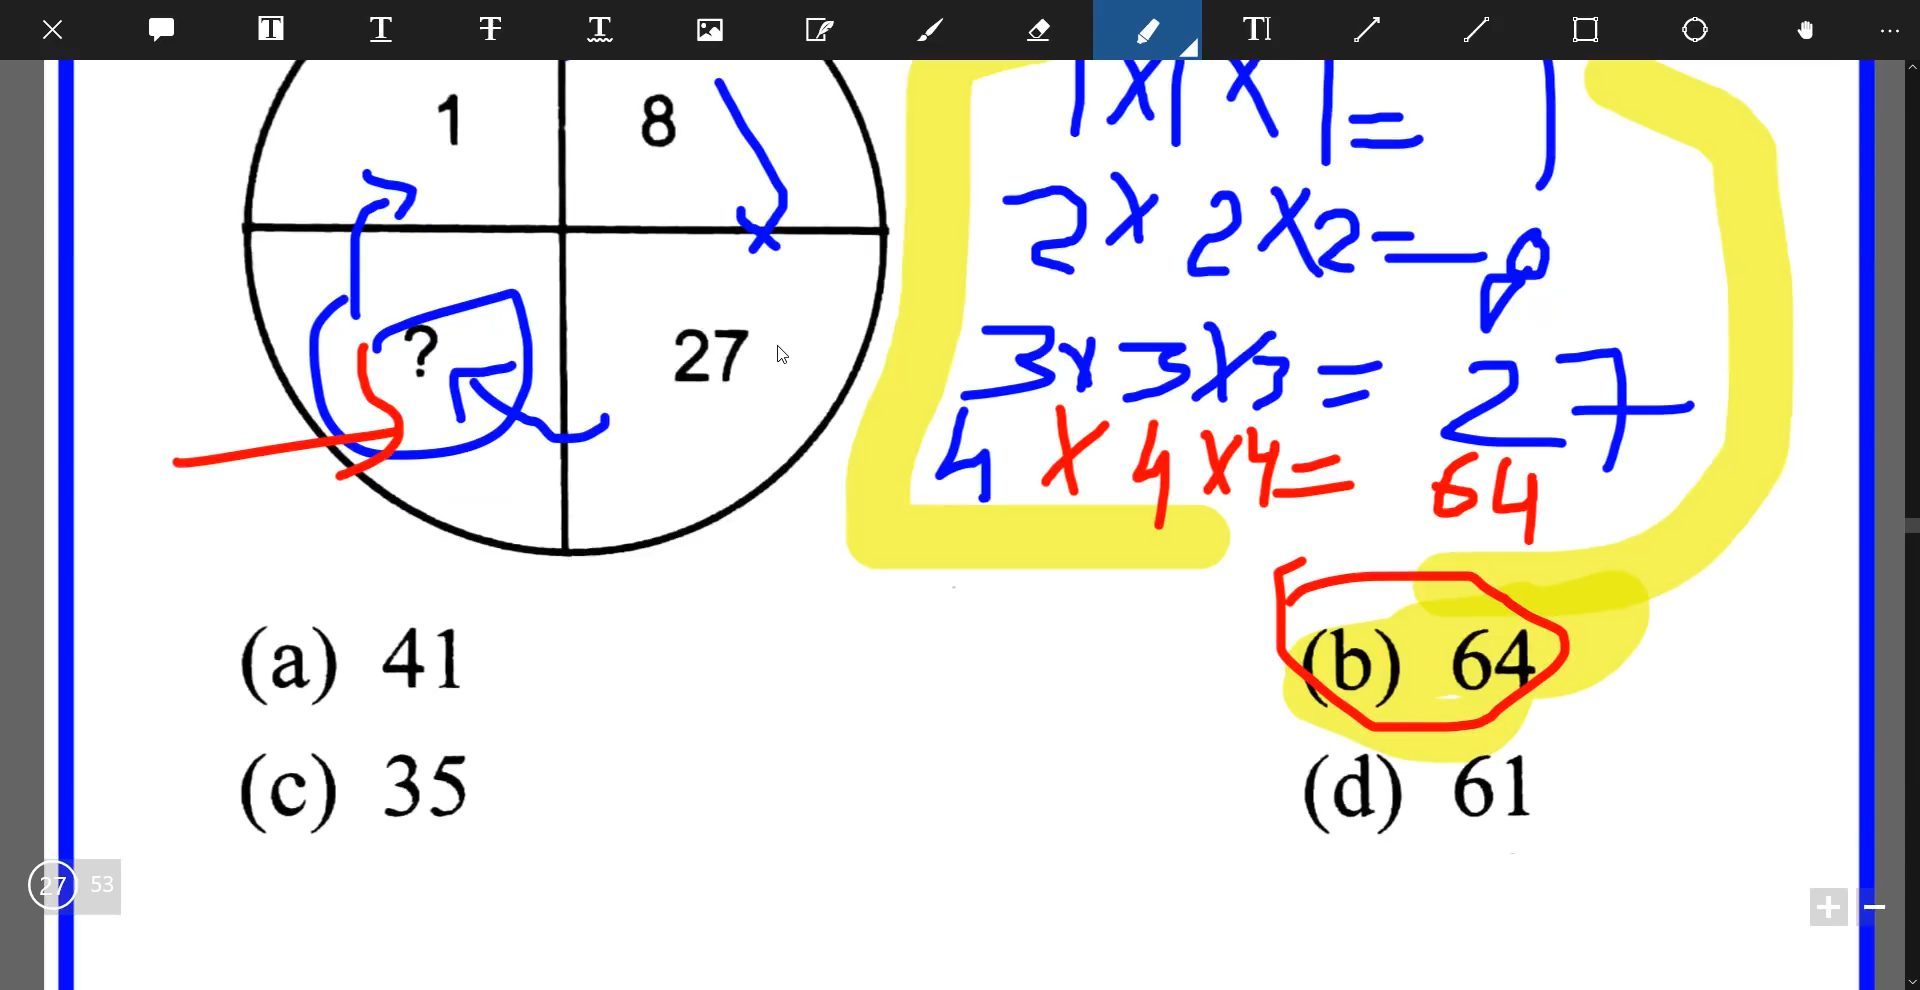 1 8
? 27
1 x 1 x 1 = 1
2 x 2 x 2 = 8
3 x 3 x 3 = 27
4 x 4 x 4 = 64
(a) 41 (b) 64
(c) 35 (d) 61
27 53